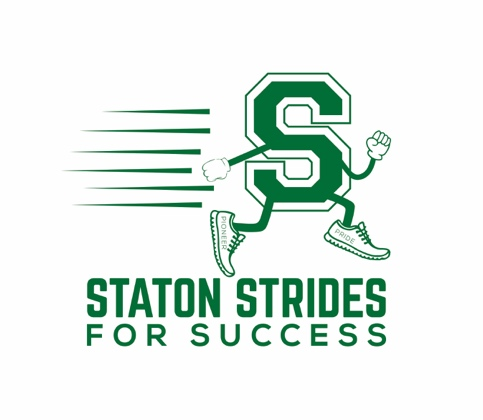 S
PIONEER
PRIDE
STATON STRIDES
FOR SUCCESS